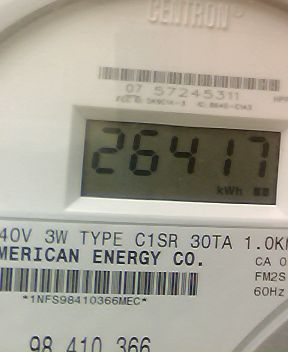 CENTRON®
07 57245311
26417
kWh
40V 3W TYPE C1SR 30TA 1.0K
MERICAN ENERGY CO.
CA 0
FM2S
60Hz
*1NFS98410366MEC*
98 410 366